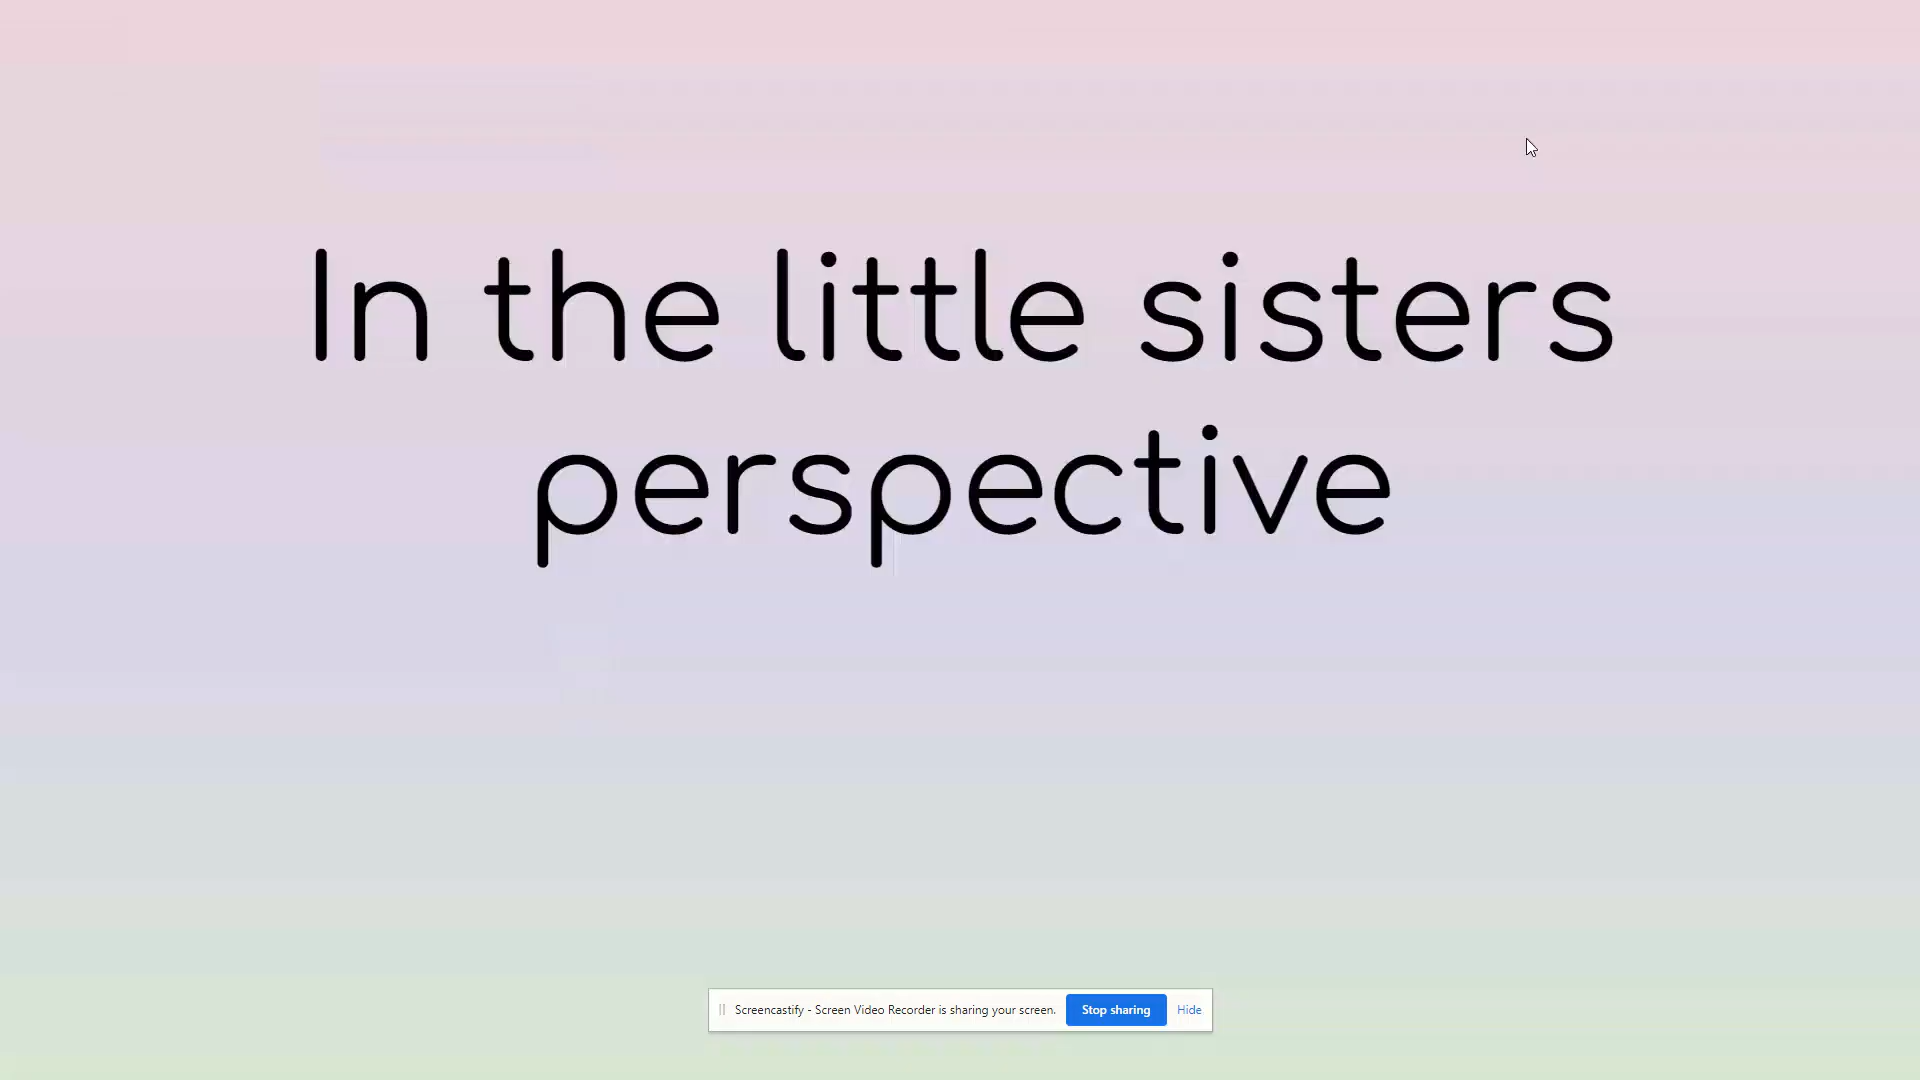 In the little sisters
perspective
Screencastify - Screen Video Recorder is sharing your screen. Stop sharing Hide